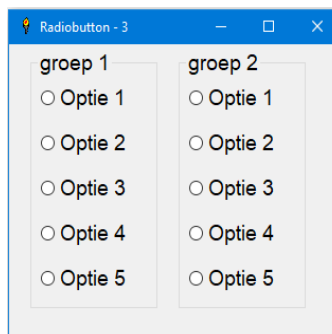 Radiobutton - 3
groep 1
Optie 1
Optie 2
Optie 3
Optie 4
Optie 5
groep 2
Optie 1
Optie 2
Optie 3
Optie 4
Optie 5